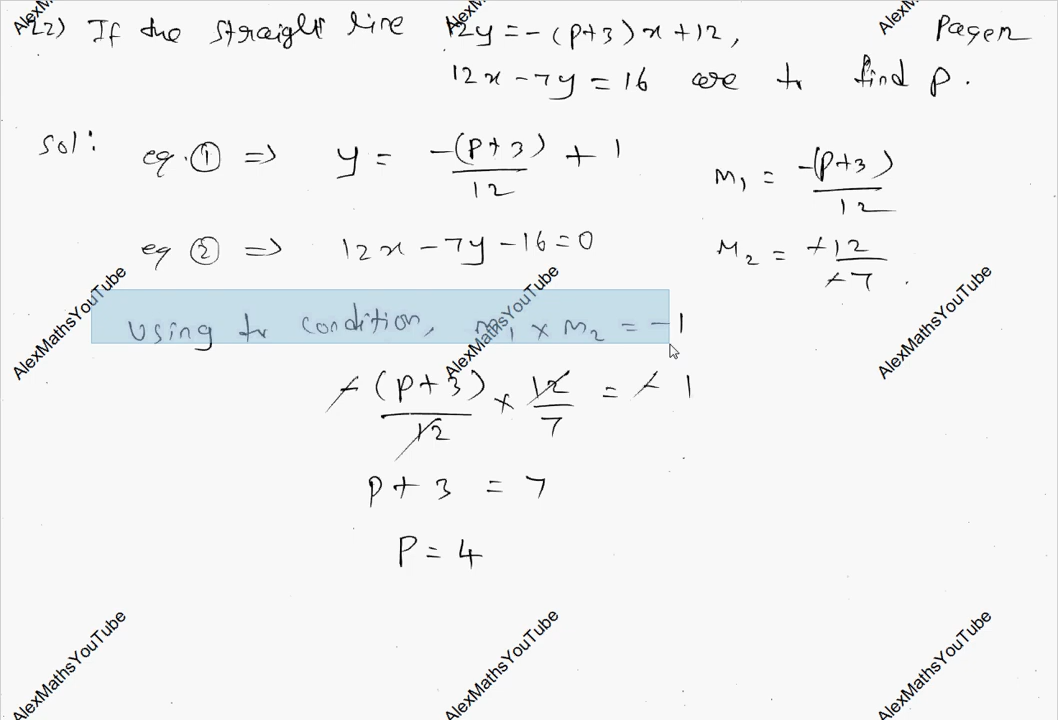 22) If the straight line 12y = -(p+3)x + 12,
12x - 7y = 16 are to find p.
Sol:
eq. ① => y = -(p+3)/12 + 1
m₁ = -(p+3)/12
eq ② => 12x - 7y - 16 = 0
M₂ = +12/+7
Using condition, m₁ × m₂ = -1
-(p+3)/12 × 12/7 = -1
p + 3 = 7
P = 4
AlexMathsYouTube
AlexMathsYouTube
AlexMathsYouTube
AlexMathsYouTube
AlexMathsYouTube
AlexMathsYouTube